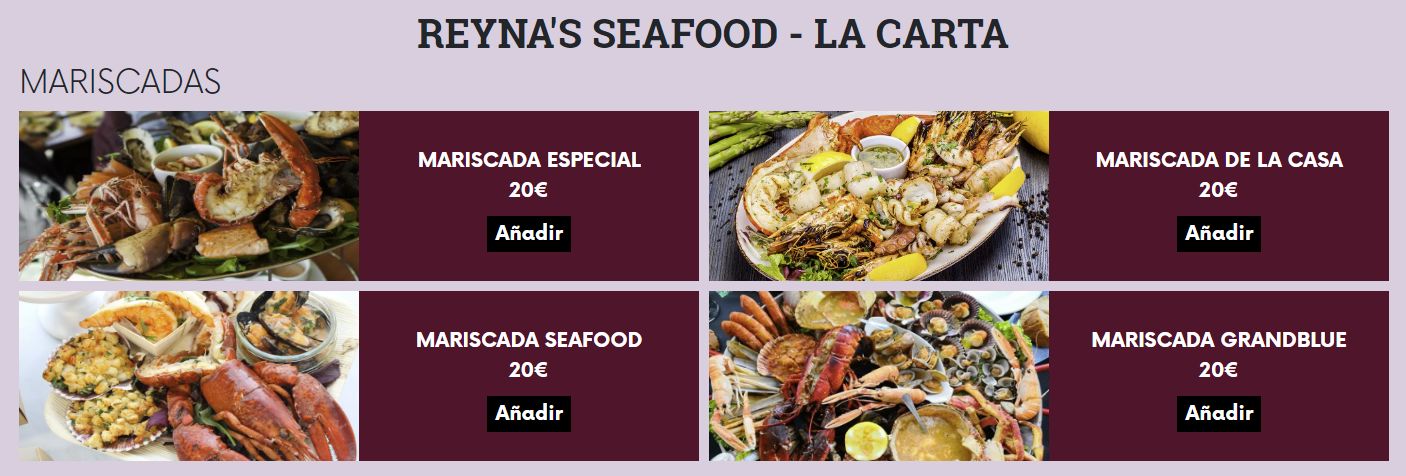 REYNA'S SEAFOOD - LA CARTA
MARISCADAS
MARISCADA ESPECIAL
20€
Añadir
MARISCADA DE LA CASA
20€
Añadir
MARISCADA SEAFOOD
20€
Añadir
MARISCADA GRANDBLUE
20€
Añadir